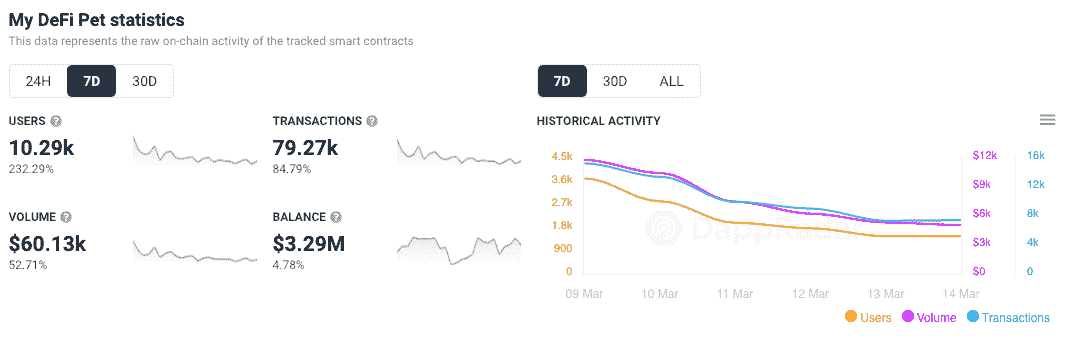 My DeFi Pet statistics
This data represents the raw on-chain activity of the tracked smart contracts
24H 7D 30D
7D 30D ALL
USERS ?
10.29k
232.29%
TRANSACTIONS ?
79.27k
84.79%
VOLUME ?
$60.13k
52.71%
BALANCE ?
$3.29M
4.78%
HISTORICAL ACTIVITY
4.5k $12k 16k
3.6k $9k 12k
2.7k
1.8k $6k 8k
900 $3k 4k
0 $0 0
09 Mar 10 Mar 11 Mar 12 Mar 13 Mar 14 Mar
Users Volume Transactions